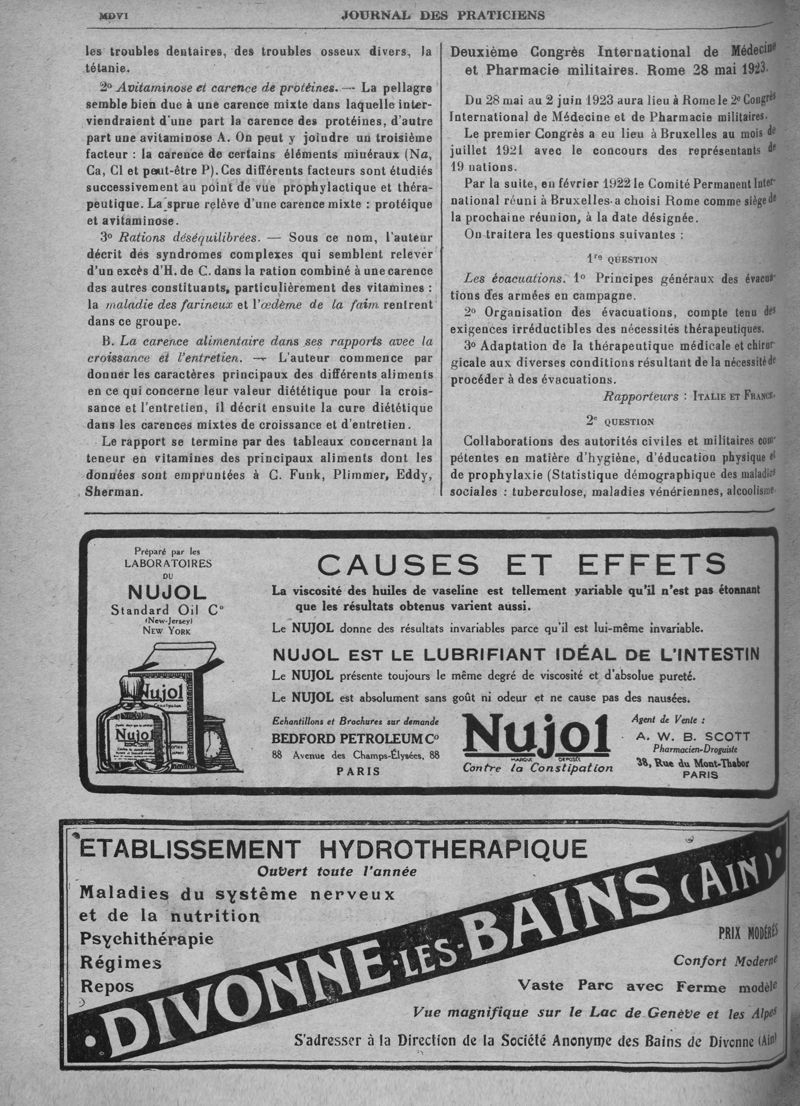 MDVI
JOURNAL DES PRATICIENS
les troubles dentaires, des troubles osseux divers, la
tétanie.
2º Avitaminose et carence de protéines. — La pellagre
semble bien due à une carence mixte dans laquelle inter-
viendraient d'une part la carence des protéines, d'autre
part une avitaminose A. On peut y joindre un troisième
facteur : la carence de certains éléments minéraux (Na,
Ca, Cl et peut-être P). Ces différents facteurs sont étudiés
successivement au point de vue prophylactique et théra-
peutique. La sprue relève d'une carence mixte : protéique
et avitaminose.
3º Rations déséquilibrées. — Sous ce nom, l'auteur
décrit des syndromes complexes qui semblent relever
d'un excès d'H. de C. dans la ration combiné à une carence
des autres constituants, particulièrement des vitamines :
la maladie des farineux et l'œdème de la faim rentrent
dans ce groupe.
B. La carence alimentaire dans ses rapports avec la
croissance et l'entretien. — L'auteur commence par
donner les caractères principaux des différents aliments
en ce qui concerne leur valeur diététique pour la crois-
sance et l'entretien, il décrit ensuite la cure diététique
dans les carences mixtes de croissance et d'entretien.
Le rapport se termine par des tableaux concernant la
teneur en vitamines des principaux aliments dont les
données sont empruntées à C. Funk, Plimmer, Eddy,
Sherman.
Deuxième Congrès International de Médecine
et Pharmacie militaires. Rome 28 mai 1923.
Du 28 mai au 2 juin 1923 aura lieu à Rome le 2e Congrès
International de Médecine et de Pharmacie militaires.
Le premier Congrès a eu lieu à Bruxelles au mois de
juillet 1921 avec le concours des représentants de
19 nations.
Par la suite, en février 1922 le Comité Permanent Inter-
national réuni à Bruxelles a choisi Rome comme siège de
la prochaine réunion, à la date désignée.
On traitera les questions suivantes :
1re QUESTION
Les évacuations. 1º Principes généraux des évacua-
tions d'es armées en campagne.
2º Organisation des évacuations, compte tenu des
exigences irréductibles des nécessités thérapeutiques.
3º Adaptation de la thérapeutique médicale et chirur-
gicale aux diverses conditions résultant de la nécessité de
procéder à des évacuations.
Rapporteurs : ITALIE ET FRANCE.
2e QUESTION
Collaborations des autorités civiles et militaires com-
pétentes en matière d'hygiène, d'éducation physique et
de prophylaxie (Statistique démographique des maladies
sociales : tuberculose, maladies vénériennes, alcoolisme
Préparé par les
LABORATOIRES
DU
NUJOL
Standard Oil Co
(New-Jersey)
NEW YORK
Nujol
Nujol
CAUSES ET EFFETS
La viscosité des huiles de vaseline est tellement variable qu'il n'est pas étonnant
que les résultats obtenus varient aussi.
Le NUJOL donne des résultats invariables parce qu'il est lui-même invariable.
NUJOL EST LE LUBRIFIANT IDÉAL DE L'INTESTIN
Le NUJOL présente toujours le même degré de viscosité et d'absolue pureté.
Le NUJOL est absolument sans goût ni odeur et ne cause pas des nausées.
Echantillons et Brochures sur demande
BEDFORD PETROLEUM Co
88 Avenue des Champs-Élysées, 88
PARIS
Nujol
MARQUE DÉPOSÉE
Contre la Constipation
Agent de Vente :
A. W. B. SCOTT
Pharmacien-Droguiste
38, Rue du Mont-Thabor
PARIS
ETABLISSEMENT HYDROTHERAPIQUE
Ouvert toute l'année
Maladies du système nerveux
et de la nutrition
Psychithérapie
Régimes
Repos
DIVONNE-LES-BAINS (AIN)
PRIX MODÉRÉS
Confort Moderne
Vaste Parc avec Ferme modèle
Vue magnifique sur le Lac de Genève et les Alpes
S'adresser à la Direction de la Société Anonyme des Bains de Divonne (Ain)